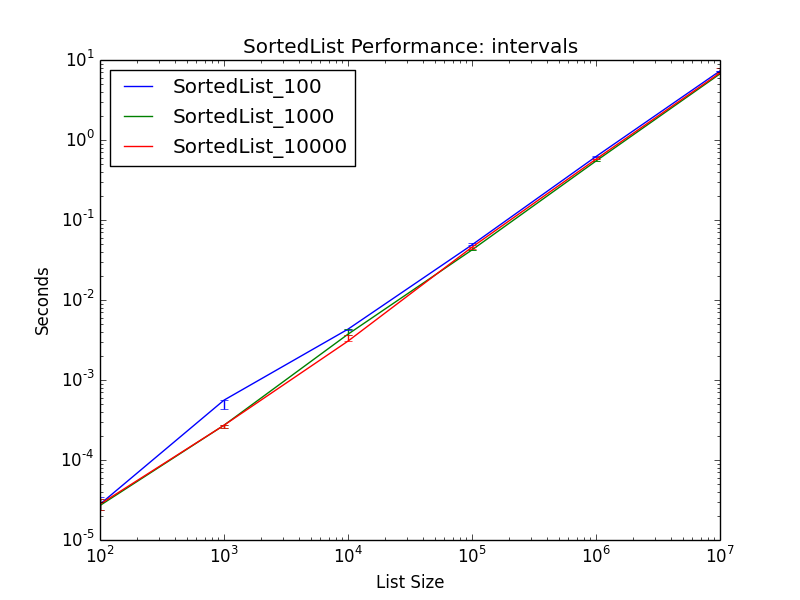 SortedList Performance: intervals
10^1
SortedList_100
SortedList_1000
SortedList_10000
10^0
10^-1
10^-2
10^-3
10^-4
10^-5
Seconds
10^2
10^3
10^4
10^5
10^6
10^7
List Size